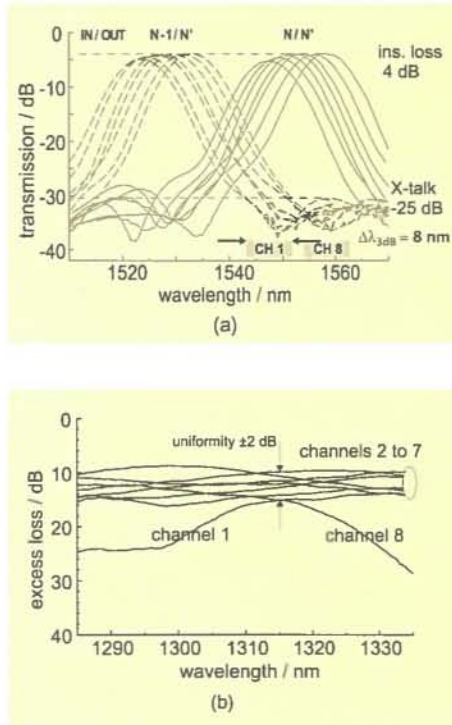 IN / OUT N-1 / N' N / N'
0
-10
-20
-30
-40
transmission / dB
ins. loss
4 dB
X-talk
-25 dB
Δλ3dB = 8 nm
CH 1 CH 8
1520 1540 1560
wavelength / nm
(a)
0
10
20
30
40
excess loss / dB
uniformity ±2 dB
channels 2 to 7
channel 1
channel 8
1290 1300 1310 1320 1330
wavelength / nm
(b)